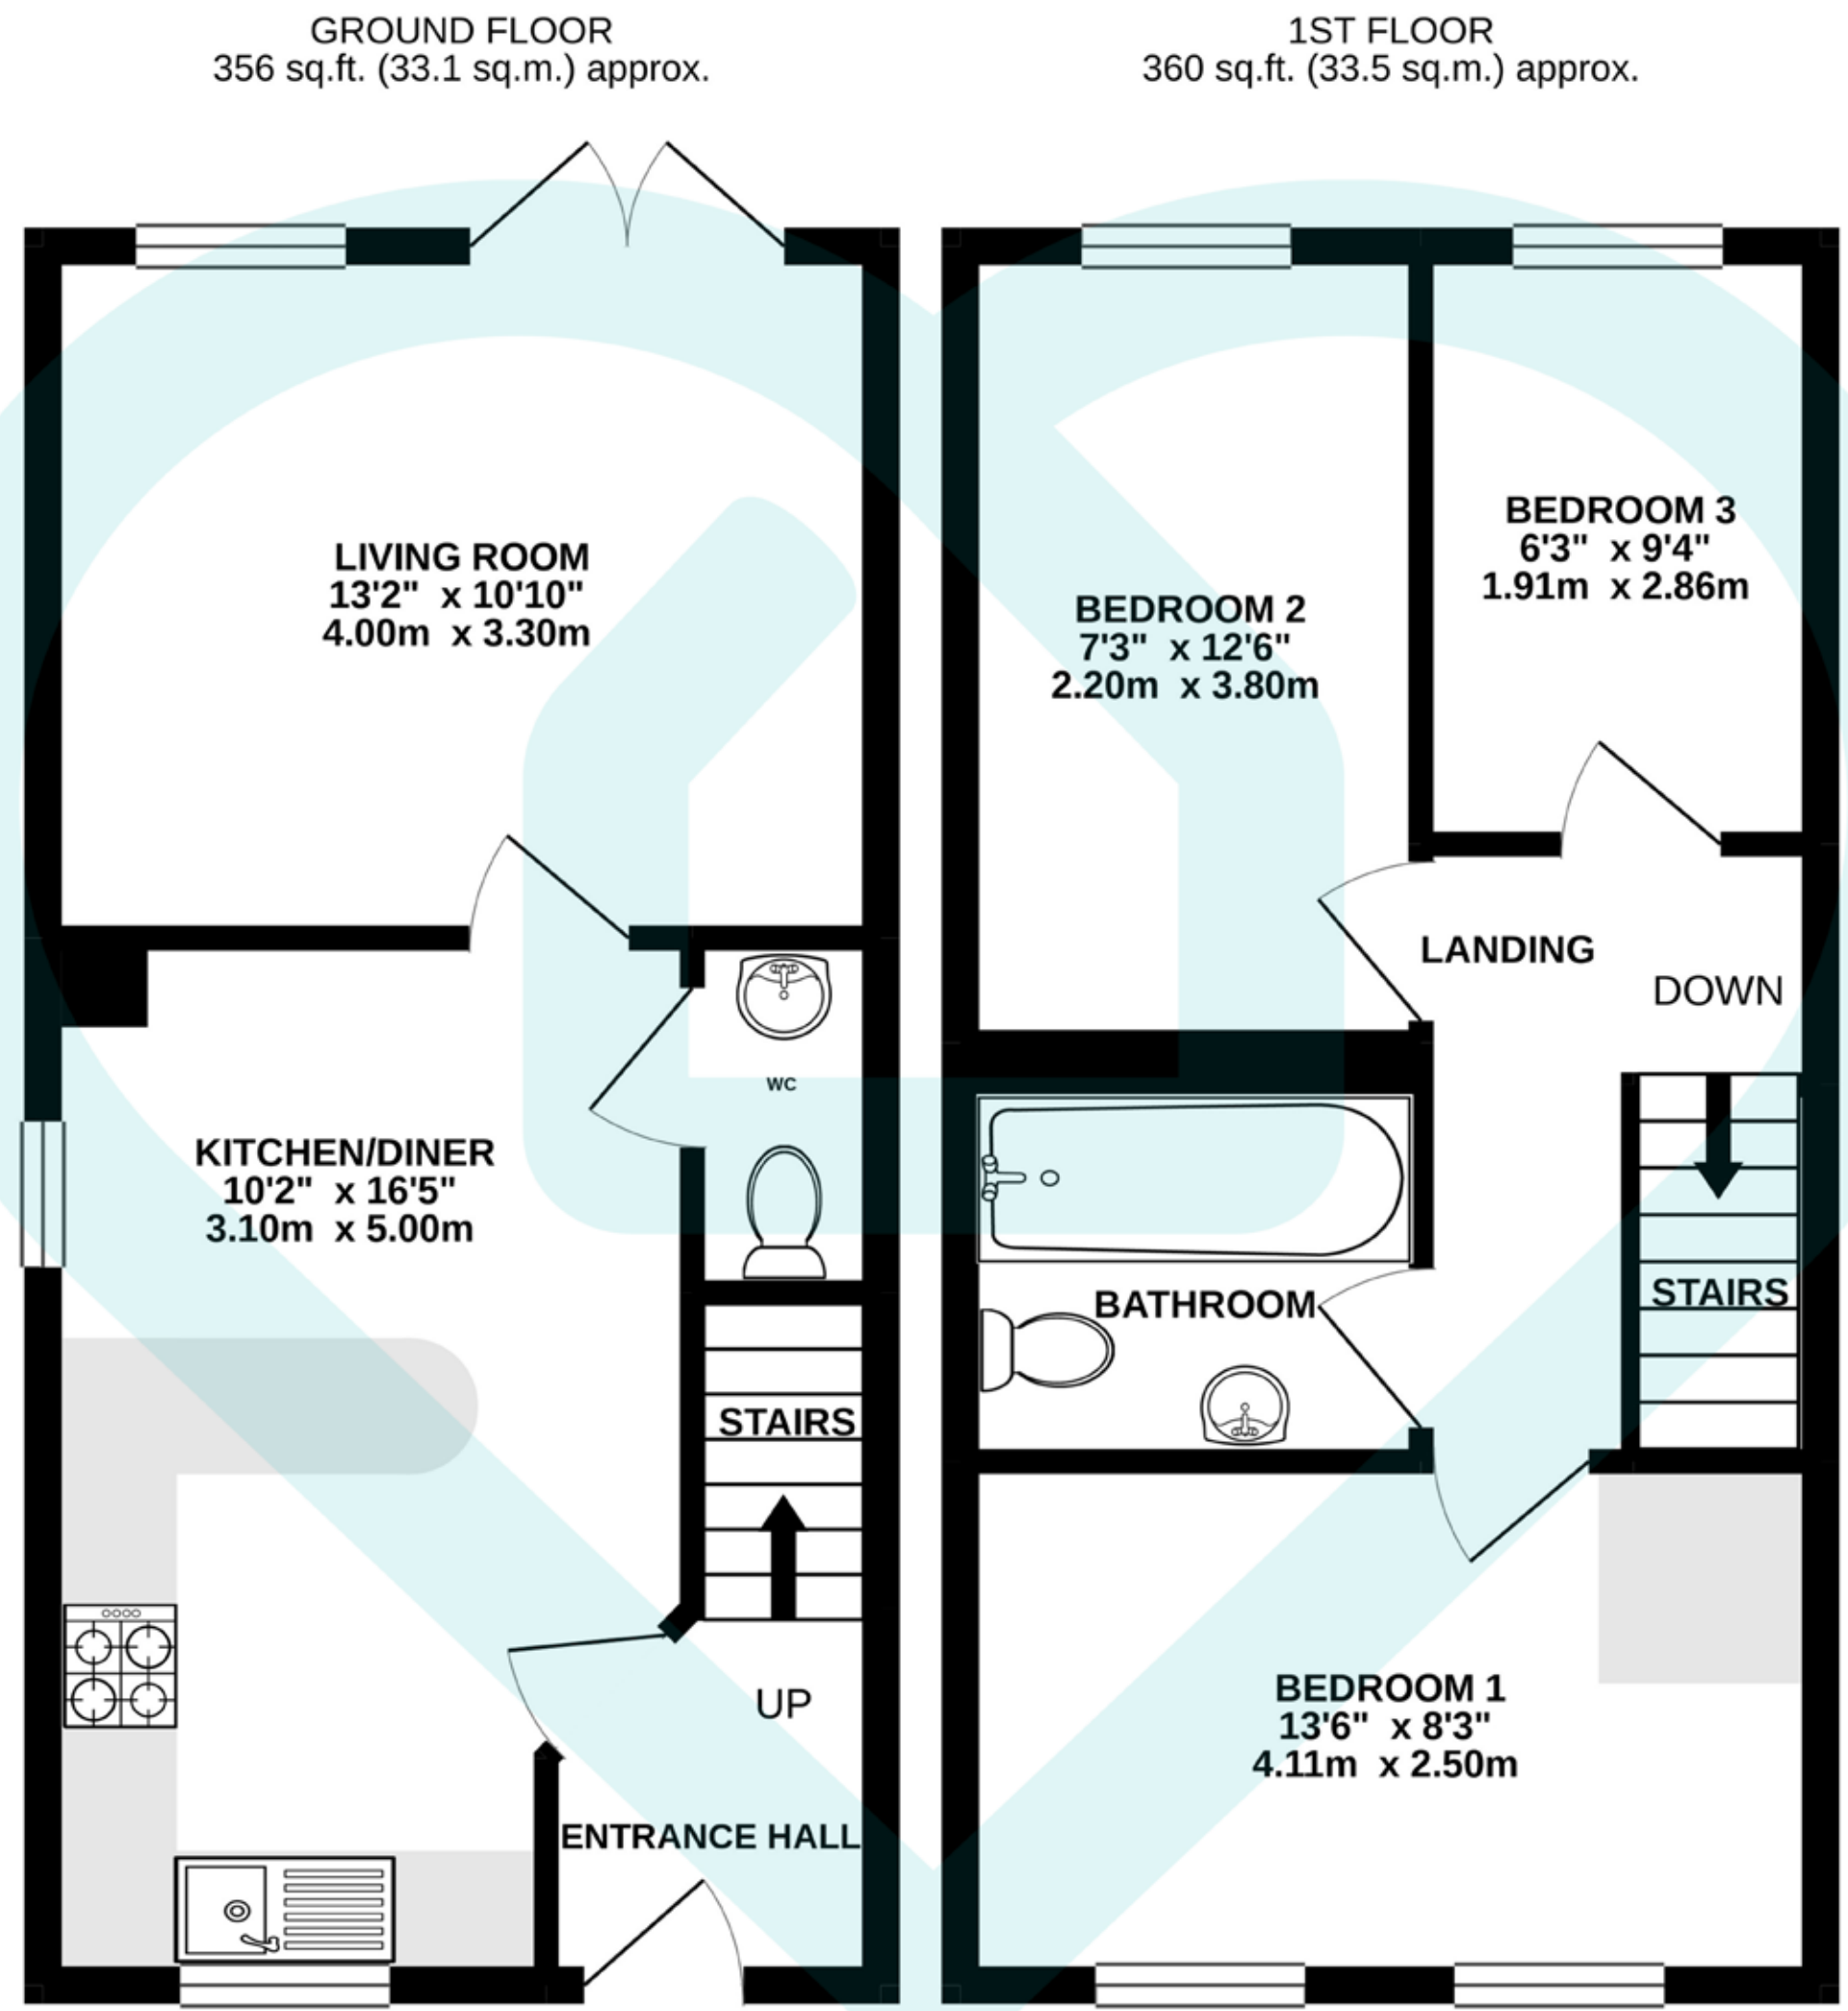 GROUND FLOOR
356 sq.ft. (33.1 sq.m.) approx.
LIVING ROOM
13'2" x 10'10"
4.00m x 3.30m
WC
KITCHEN/DINER
10'2" x 16'5"
3.10m x 5.00m
STAIRS
UP
ENTRANCE HALL
1ST FLOOR
360 sq.ft. (33.5 sq.m.) approx.
BEDROOM 3
6'3" x 9'4"
1.91m x 2.86m
BEDROOM 2
7'3" x 12'6"
2.20m x 3.80m
LANDING
DOWN
STAIRS
BATHROOM
BEDROOM 1
13'6" x 8'3"
4.11m x 2.50m